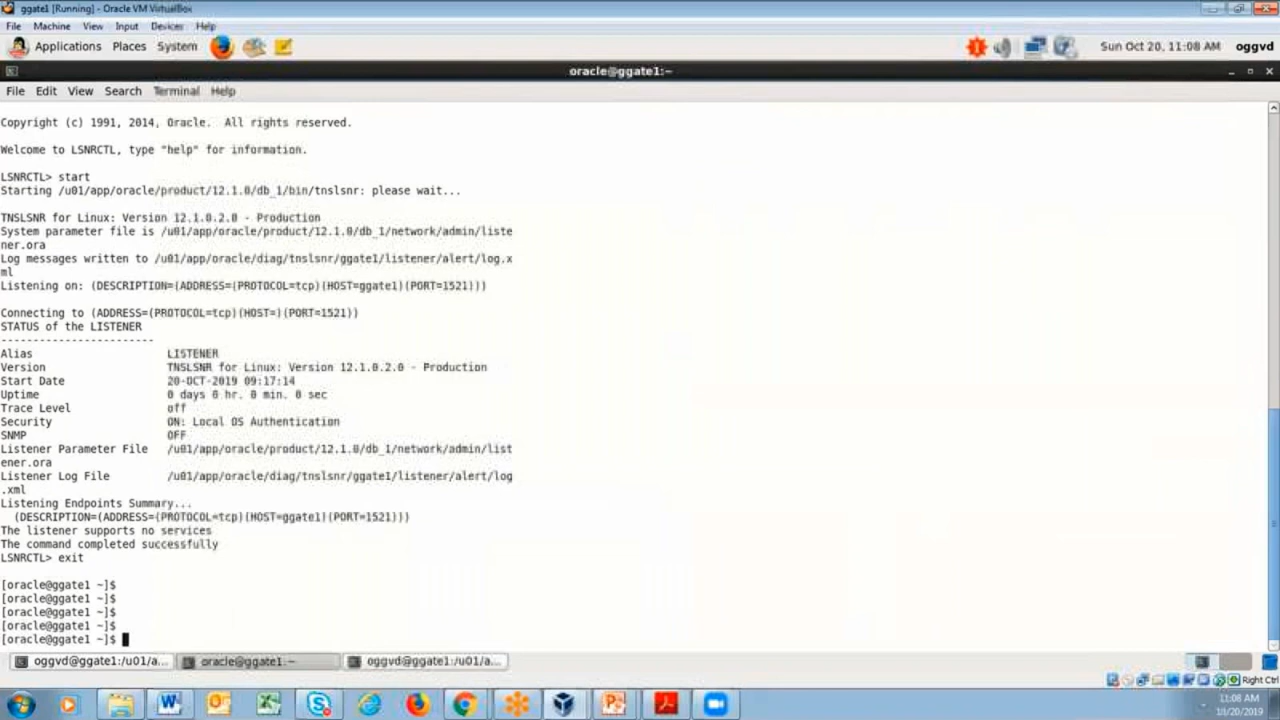 ggate1 [Running] - Oracle VM VirtualBox
File Machine View Input Devices Help
Applications Places System Sun Oct 20, 11:08 AM oggvd
oracle@ggate1:~
File Edit View Search Terminal Help
Copyright (c) 1991, 2014, Oracle.  All rights reserved.
Welcome to LSNRCTL, type "help" for information.
LSNRCTL> start
Starting /u01/app/oracle/product/12.1.0/db_1/bin/tnslsnr: please wait...
TNSLSNR for Linux: Version 12.1.0.2.0 - Production
System parameter file is /u01/app/oracle/product/12.1.0/db_1/network/admin/liste
ner.ora
Log messages written to /u01/app/oracle/diag/tnslsnr/ggate1/listener/alert/log.x
ml
Listening on: (DESCRIPTION=(ADDRESS=(PROTOCOL=tcp)(HOST=ggate1)(PORT=1521)))
Connecting to (ADDRESS=(PROTOCOL=tcp)(HOST=)(PORT=1521))
STATUS of the LISTENER
------------------------
Alias                     LISTENER
Version                   TNSLSNR for Linux: Version 12.1.0.2.0 - Production
Start Date                20-OCT-2019 09:17:14
Uptime                    0 days 0 hr. 0 min. 0 sec
Trace Level               off
Security                  ON: Local OS Authentication
SNMP                      OFF
Listener Parameter File   /u01/app/oracle/product/12.1.0/db_1/network/admin/list
ener.ora
Listener Log File         /u01/app/oracle/diag/tnslsnr/ggate1/listener/alert/log
.xml
Listening Endpoints Summary...
  (DESCRIPTION=(ADDRESS=(PROTOCOL=tcp)(HOST=ggate1)(PORT=1521)))
The listener supports no services
The command completed successfully
LSNRCTL> exit
[oracle@ggate1 ~]$
[oracle@ggate1 ~]$
[oracle@ggate1 ~]$
[oracle@ggate1 ~]$
[oracle@ggate1 ~]$
oggvd@ggate1:/u01/a... oracle@ggate1:~ oggvd@ggate1:/u01/a...
Right Ctrl
11:08 AM
10/20/2019